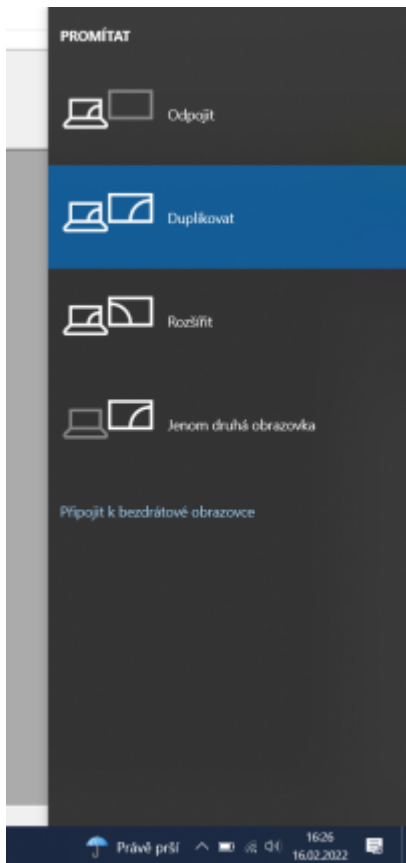 PROMÍTAT
Odpojit
Duplikovat
Rozšířit
Jenom druhá obrazovka
Připojit k bezdrátové obrazovce
Právě prší
16:26
16.02.2022